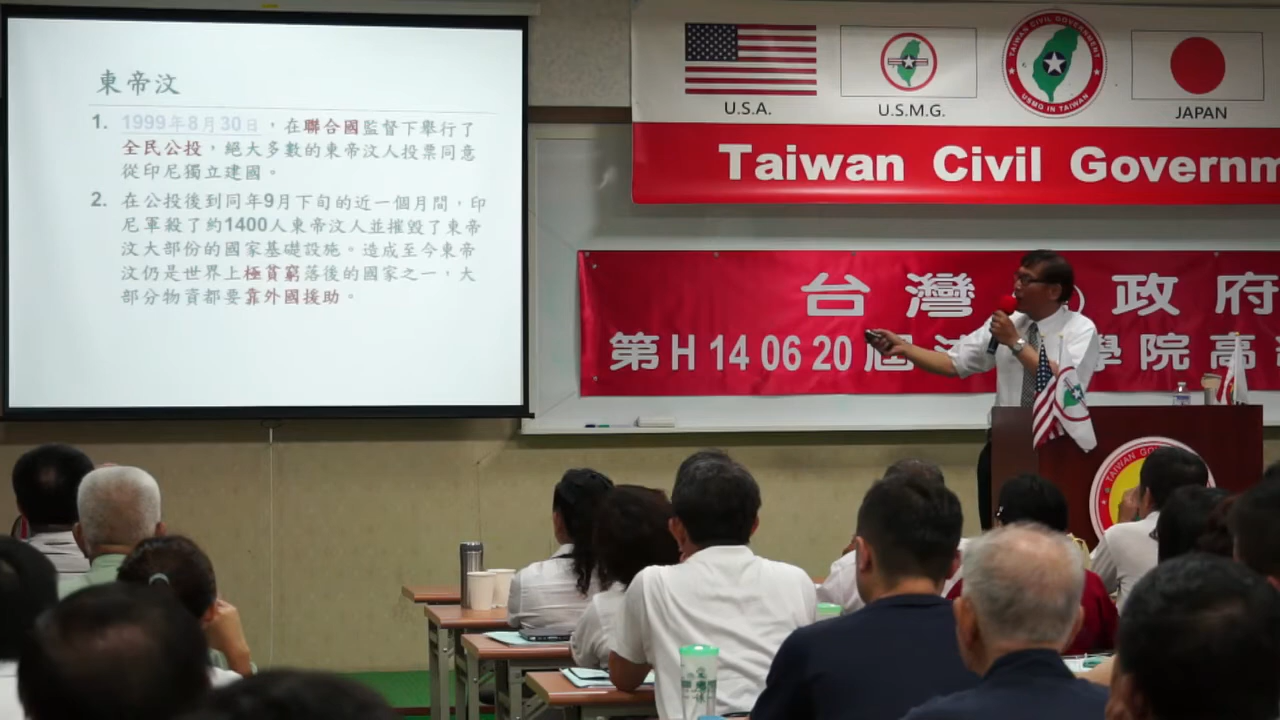 東帝汶
1. 1999年8月30日，在聯合國監督下舉行了
全民公投，絕大多數的東帝汶人投票同意
從印尼獨立建國。
2. 在公投後到同年9月下旬的近一個月間，印
尼軍殺了約1400人東帝汶人並摧毀了東帝
汶大部份的國家基礎設施。造成至今東帝
汶仍是世界上極貧窮落後的國家之一，大
部分物資都要靠外國援助。
TAIWAN CIVIL GOVERNMENT
USMG IN TAIWAN
U.S.A.
U.S.M.G.
JAPAN
Taiwan Civil Governm
台灣 政府
第H 14 06 20屆 學院高
TAIWAN GO